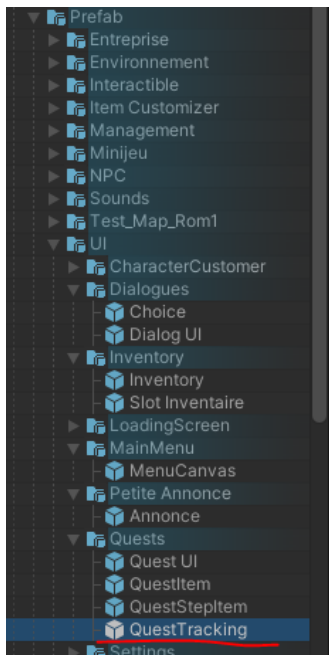 Prefab
Entreprise
Environnement
Interactible
Item Customizer
Management
Minijeu
NPC
Sounds
Test_Map_Rom1
UI
CharacterCustomer
Dialogues
Choice
Dialog UI
Inventory
Inventory
Slot Inventaire
LoadingScreen
MainMenu
MenuCanvas
Petite Annonce
Annonce
Quests
Quest UI
QuestItem
QuestStepItem
QuestTracking
Settings